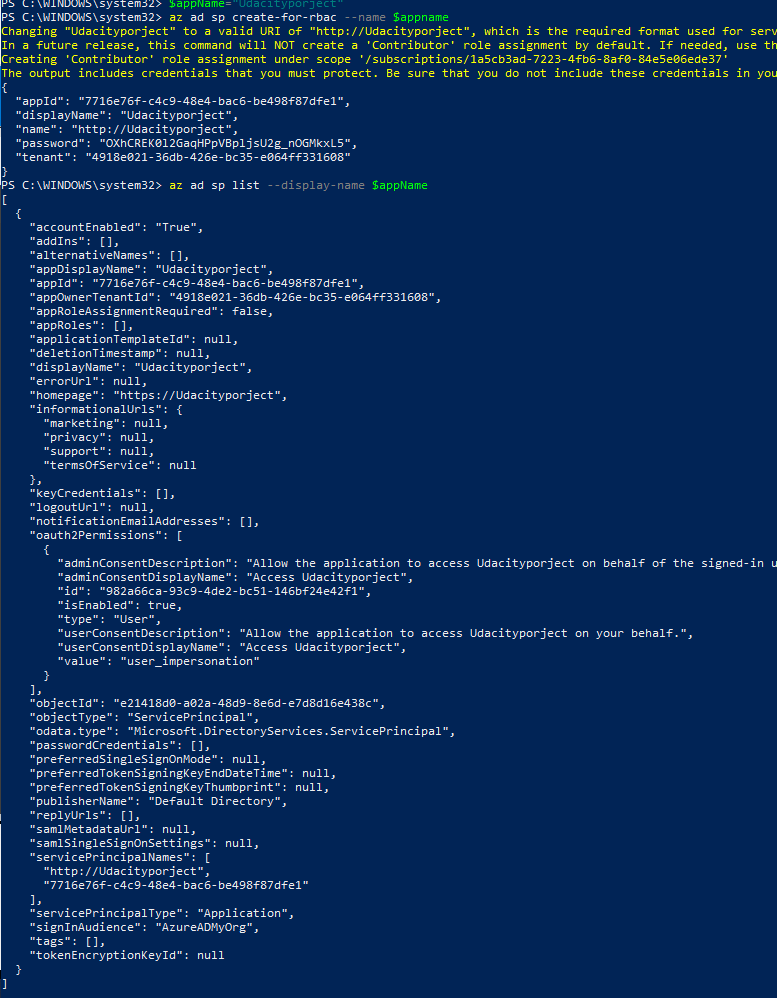 PS C:\WINDOWS\system32> $appName="Udacityporject"
PS C:\WINDOWS\system32> az ad sp create-for-rbac --name $appname
Changing "Udacityporject" to a valid URI of "http://Udacityporject", which is the required format used for serv
In a future release, this command will NOT create a 'Contributor' role assignment by default. If needed, use th
Creating 'Contributor' role assignment under scope '/subscriptions/1a5cb3ad-7223-4fb6-8af0-84e5e06ede37'
The output includes credentials that you must protect. Be sure that you do not include these credentials in you
{
  "appId": "7716e76f-c4c9-48e4-bac6-be498f87dfe1",
  "displayName": "Udacityporject",
  "name": "http://Udacityporject",
  "password": "OXhCREK0l2GaqHPpVBpljsU2g_nOGMkxL5",
  "tenant": "4918e021-36db-426e-bc35-e064ff331608"
}
PS C:\WINDOWS\system32> az ad sp list --display-name $appName
[
  {
    "accountEnabled": "True",
    "addIns": [],
    "alternativeNames": [],
    "appDisplayName": "Udacityporject",
    "appId": "7716e76f-c4c9-48e4-bac6-be498f87dfe1",
    "appOwnerTenantId": "4918e021-36db-426e-bc35-e064ff331608",
    "appRoleAssignmentRequired": false,
    "appRoles": [],
    "applicationTemplateId": null,
    "deletionTimestamp": null,
    "displayName": "Udacityporject",
    "errorUrl": null,
    "homepage": "https://Udacityporject",
    "informationalUrls": {
      "marketing": null,
      "privacy": null,
      "support": null,
      "termsOfService": null
    },
    "keyCredentials": [],
    "logoutUrl": null,
    "notificationEmailAddresses": [],
    "oauth2Permissions": [
      {
        "adminConsentDescription": "Allow the application to access Udacityporject on behalf of the signed-in u
        "adminConsentDisplayName": "Access Udacityporject",
        "id": "982a66ca-93c9-4de2-bc51-146bf24e42f1",
        "isEnabled": true,
        "type": "User",
        "userConsentDescription": "Allow the application to access Udacityporject on your behalf.",
        "userConsentDisplayName": "Access Udacityporject",
        "value": "user_impersonation"
      }
    ],
    "objectId": "e21418d0-a02a-48d9-8e6d-e7d8d16e438c",
    "objectType": "ServicePrincipal",
    "odata.type": "Microsoft.DirectoryServices.ServicePrincipal",
    "passwordCredentials": [],
    "preferredSingleSignOnMode": null,
    "preferredTokenSigningKeyEndDateTime": null,
    "preferredTokenSigningKeyThumbprint": null,
    "publisherName": "Default Directory",
    "replyUrls": [],
    "samlMetadataUrl": null,
    "samlSingleSignOnSettings": null,
    "servicePrincipalNames": [
      "http://Udacityporject",
      "7716e76f-c4c9-48e4-bac6-be498f87dfe1"
    ],
    "servicePrincipalType": "Application",
    "signInAudience": "AzureADMyOrg",
    "tags": [],
    "tokenEncryptionKeyId": null
  }
]